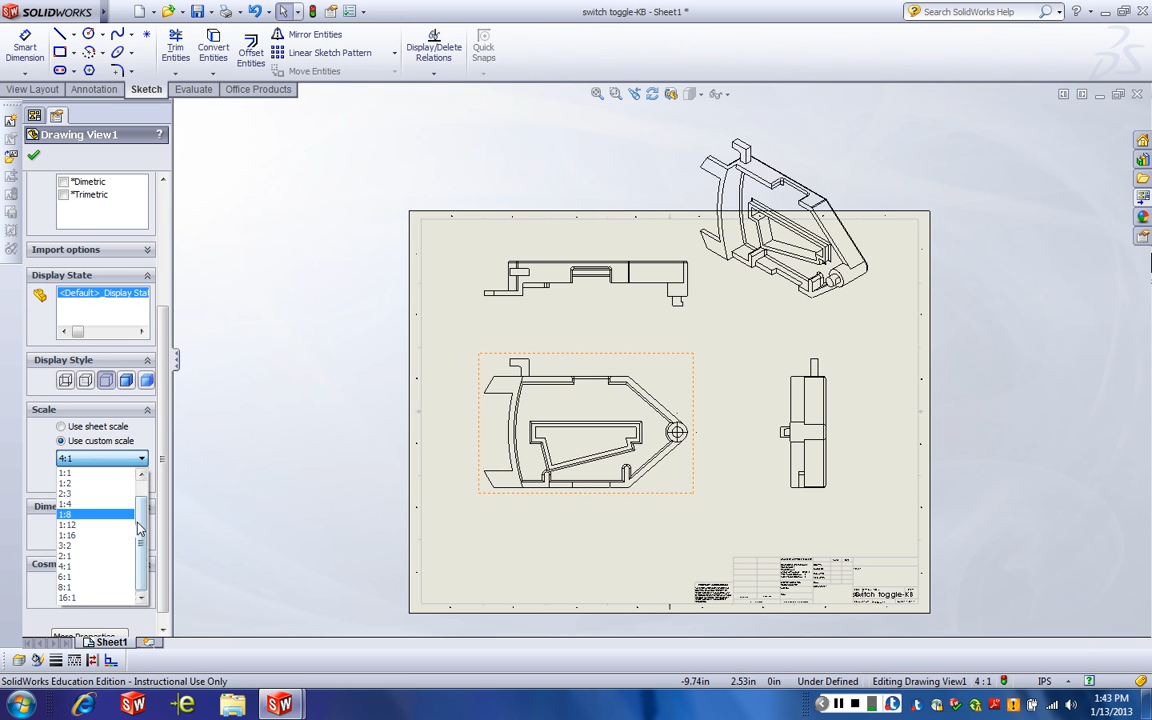 SOLIDWORKS
switch toggle-KB - Sheet1 *
Search SolidWorks Help
Smart
Dimension
Trim
Entities
Convert
Entities
Offset
Entities
Mirror Entities
Linear Sketch Pattern
Move Entities
Display/Delete
Relations
Quick
Snaps
View Layout
Annotation
Sketch
Evaluate
Office Products
Drawing View1
?
*Dimetric
*Trimetric
Import options
Display State
<Default>_Display Stat
Display Style
Scale
Use sheet scale
Use custom scale
4:1
1:1
1:2
2:3
1:4
1:8
1:12
1:16
3:2
2:1
4:1
6:1
8:1
16:1
Dime
Cosm
More Properties...
switch toggle-KB
Sheet1
SolidWorks Education Edition - Instructional Use Only
-9.74in
2.53in
0in
Under Defined
Editing Drawing View1
4 : 1
IPS
1:43 PM
1/13/2013